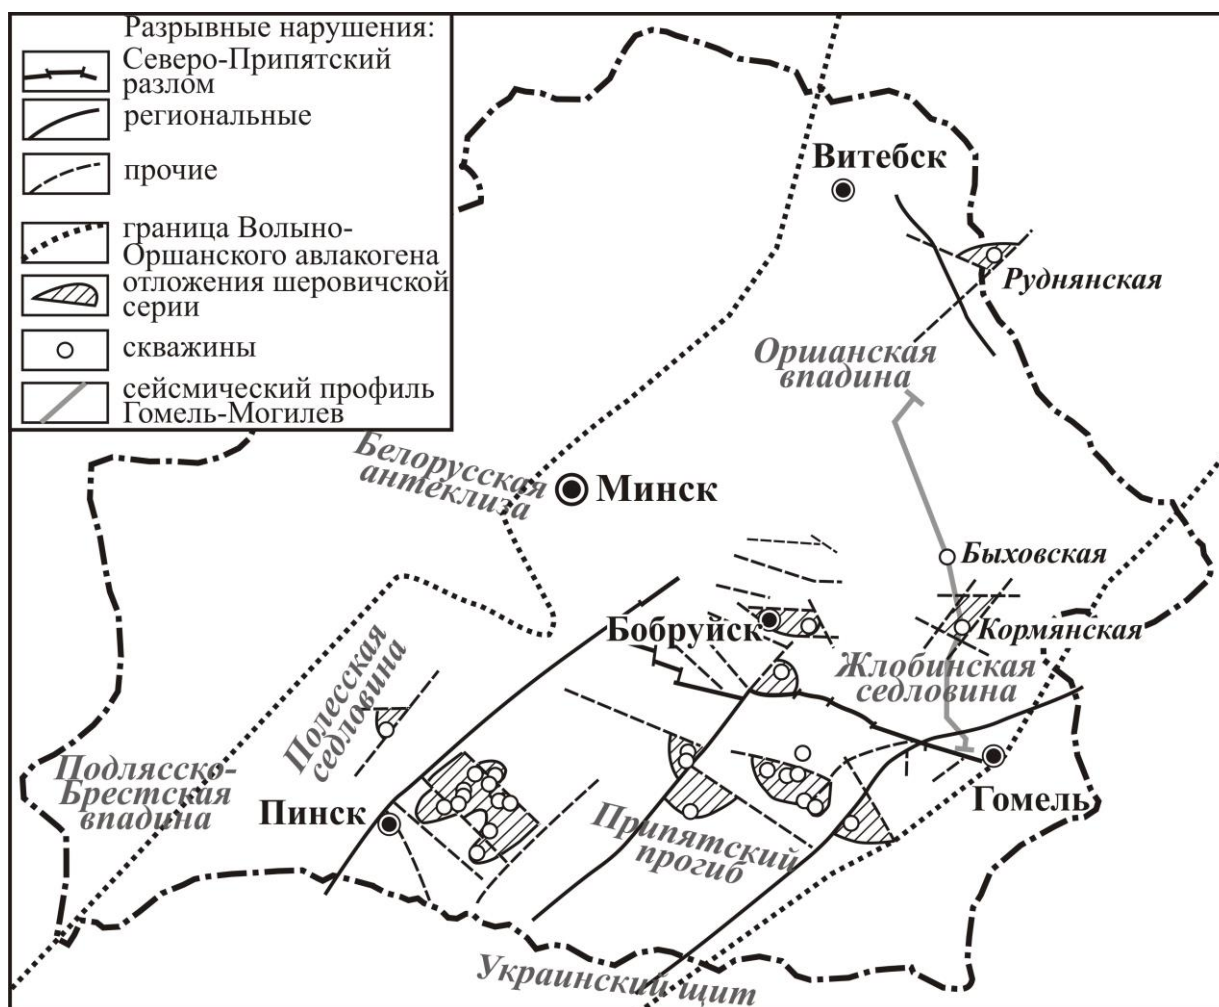 Разрывные нарушения:
Северо-Припятский
разлом
региональные
прочие
граница Волыно-
Оршанского авлакогена
отложения шеровичской
серии
скважины
сейсмический профиль
Гомель-Могилев
Витебск
Руднянская
Оршанская
впадина
Белорусская
антеклиза
Минск
Быховская
Бобруйск
Кормянская
Жлобинская
седловина
Полесская
седловина
Подлясско-
Брестская
впадина
Пинск
Гомель
Припятский
прогиб
Украинский щит